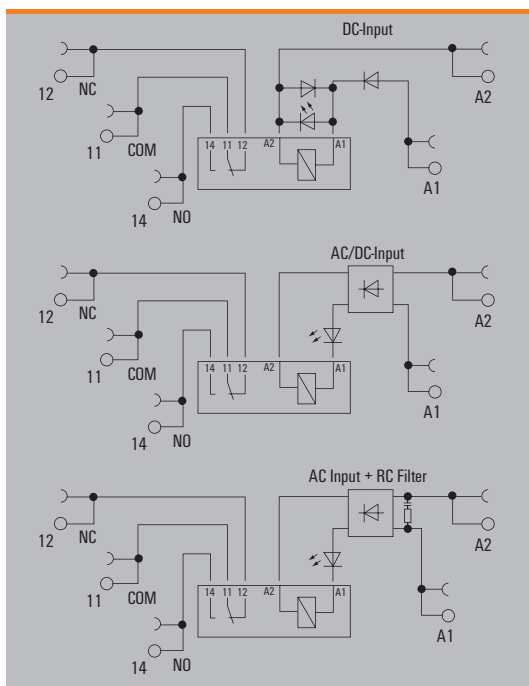 DC-Input
12 NC
A2
11 COM
14 11 12 A2 A1
A1
14 NO
AC/DC-Input
12 NC
A2
11 COM
14 11 12 A2 A1
A1
14 NO
AC Input + RC Filter
12 NC
A2
11 COM
14 11 12 A2 A1
A1
14 NO